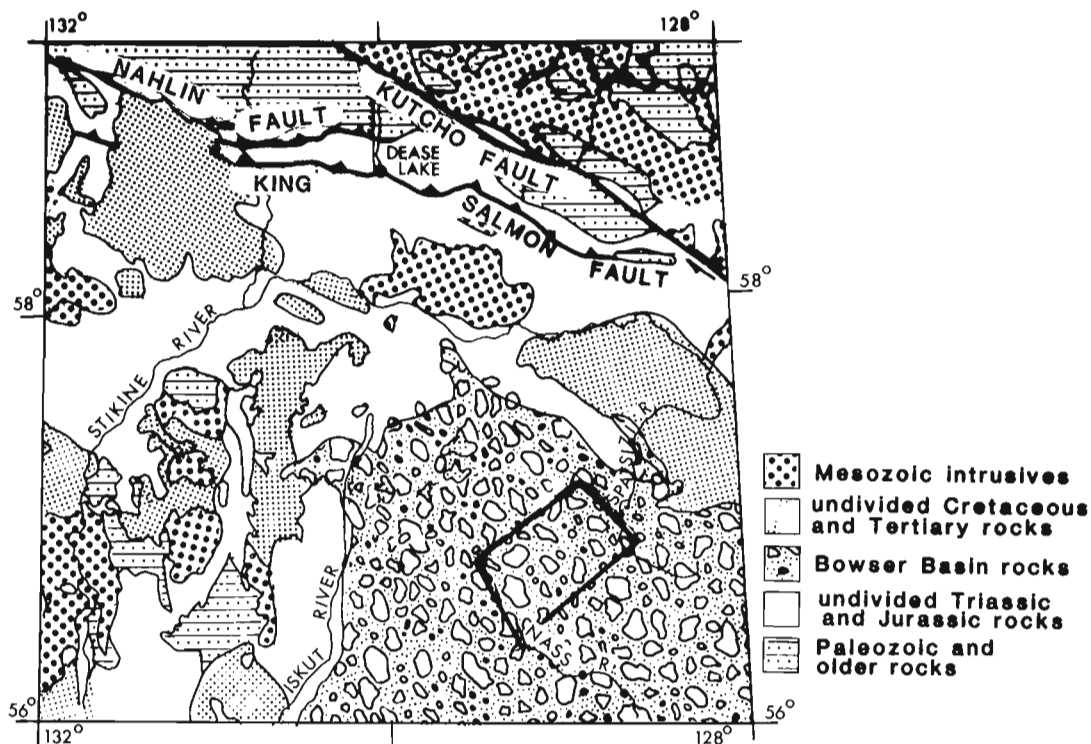 132°
128°
NAHLIN
FAULT
KUTCHO
FAULT
DEASE
LAKE
KING
SALMON
FAULT
58°
58°
STIKINE
RIVER
SPATSIZI R.
ISKUT
RIVER
NASS R.
56°
56°
132°
128°
Mesozoic intrusives
undivided Cretaceous
and Tertiary rocks
Bowser Basin rocks
undivided Triassic
and Jurassic rocks
Paleozoic and
older rocks